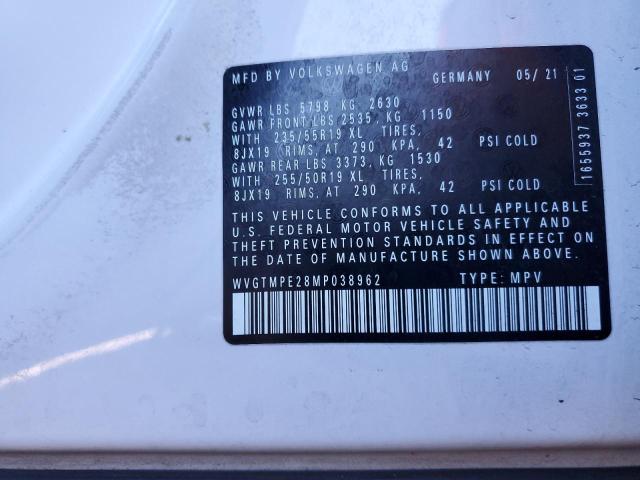 MFD BY VOLKSWAGEN AG GERMANY 05/ 21
GVWR LBS 5798 KG 2630
GAWR FRONT LBS 2535, KG 1150
WITH 235/55R19 XL TIRES,
8JX19 RIMS, AT 290 KPA, 42 PSI COLD
GAWR REAR LBS 3373, KG 1530
WITH 255/50R19 XL TIRES,
8JX19 RIMS, AT 290 KPA, 42 PSI COLD
THIS VEHICLE CONFORMS TO ALL APPLICABLE
U.S. FEDERAL MOTOR VEHICLE SAFETY AND
THEFT PREVENTION STANDARDS IN EFFECT ON
THE DATE OF MANUFACTURE SHOWN ABOVE.
WVGTMPE28MP038962 TYPE: MPV
1655937 3633 01